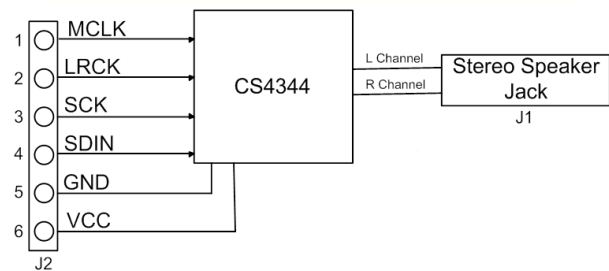 1 MCLK
2 LRCK
3 SCK
4 SDIN
5 GND
6 VCC
J2
CS4344
L Channel
R Channel
Stereo Speaker
Jack
J1